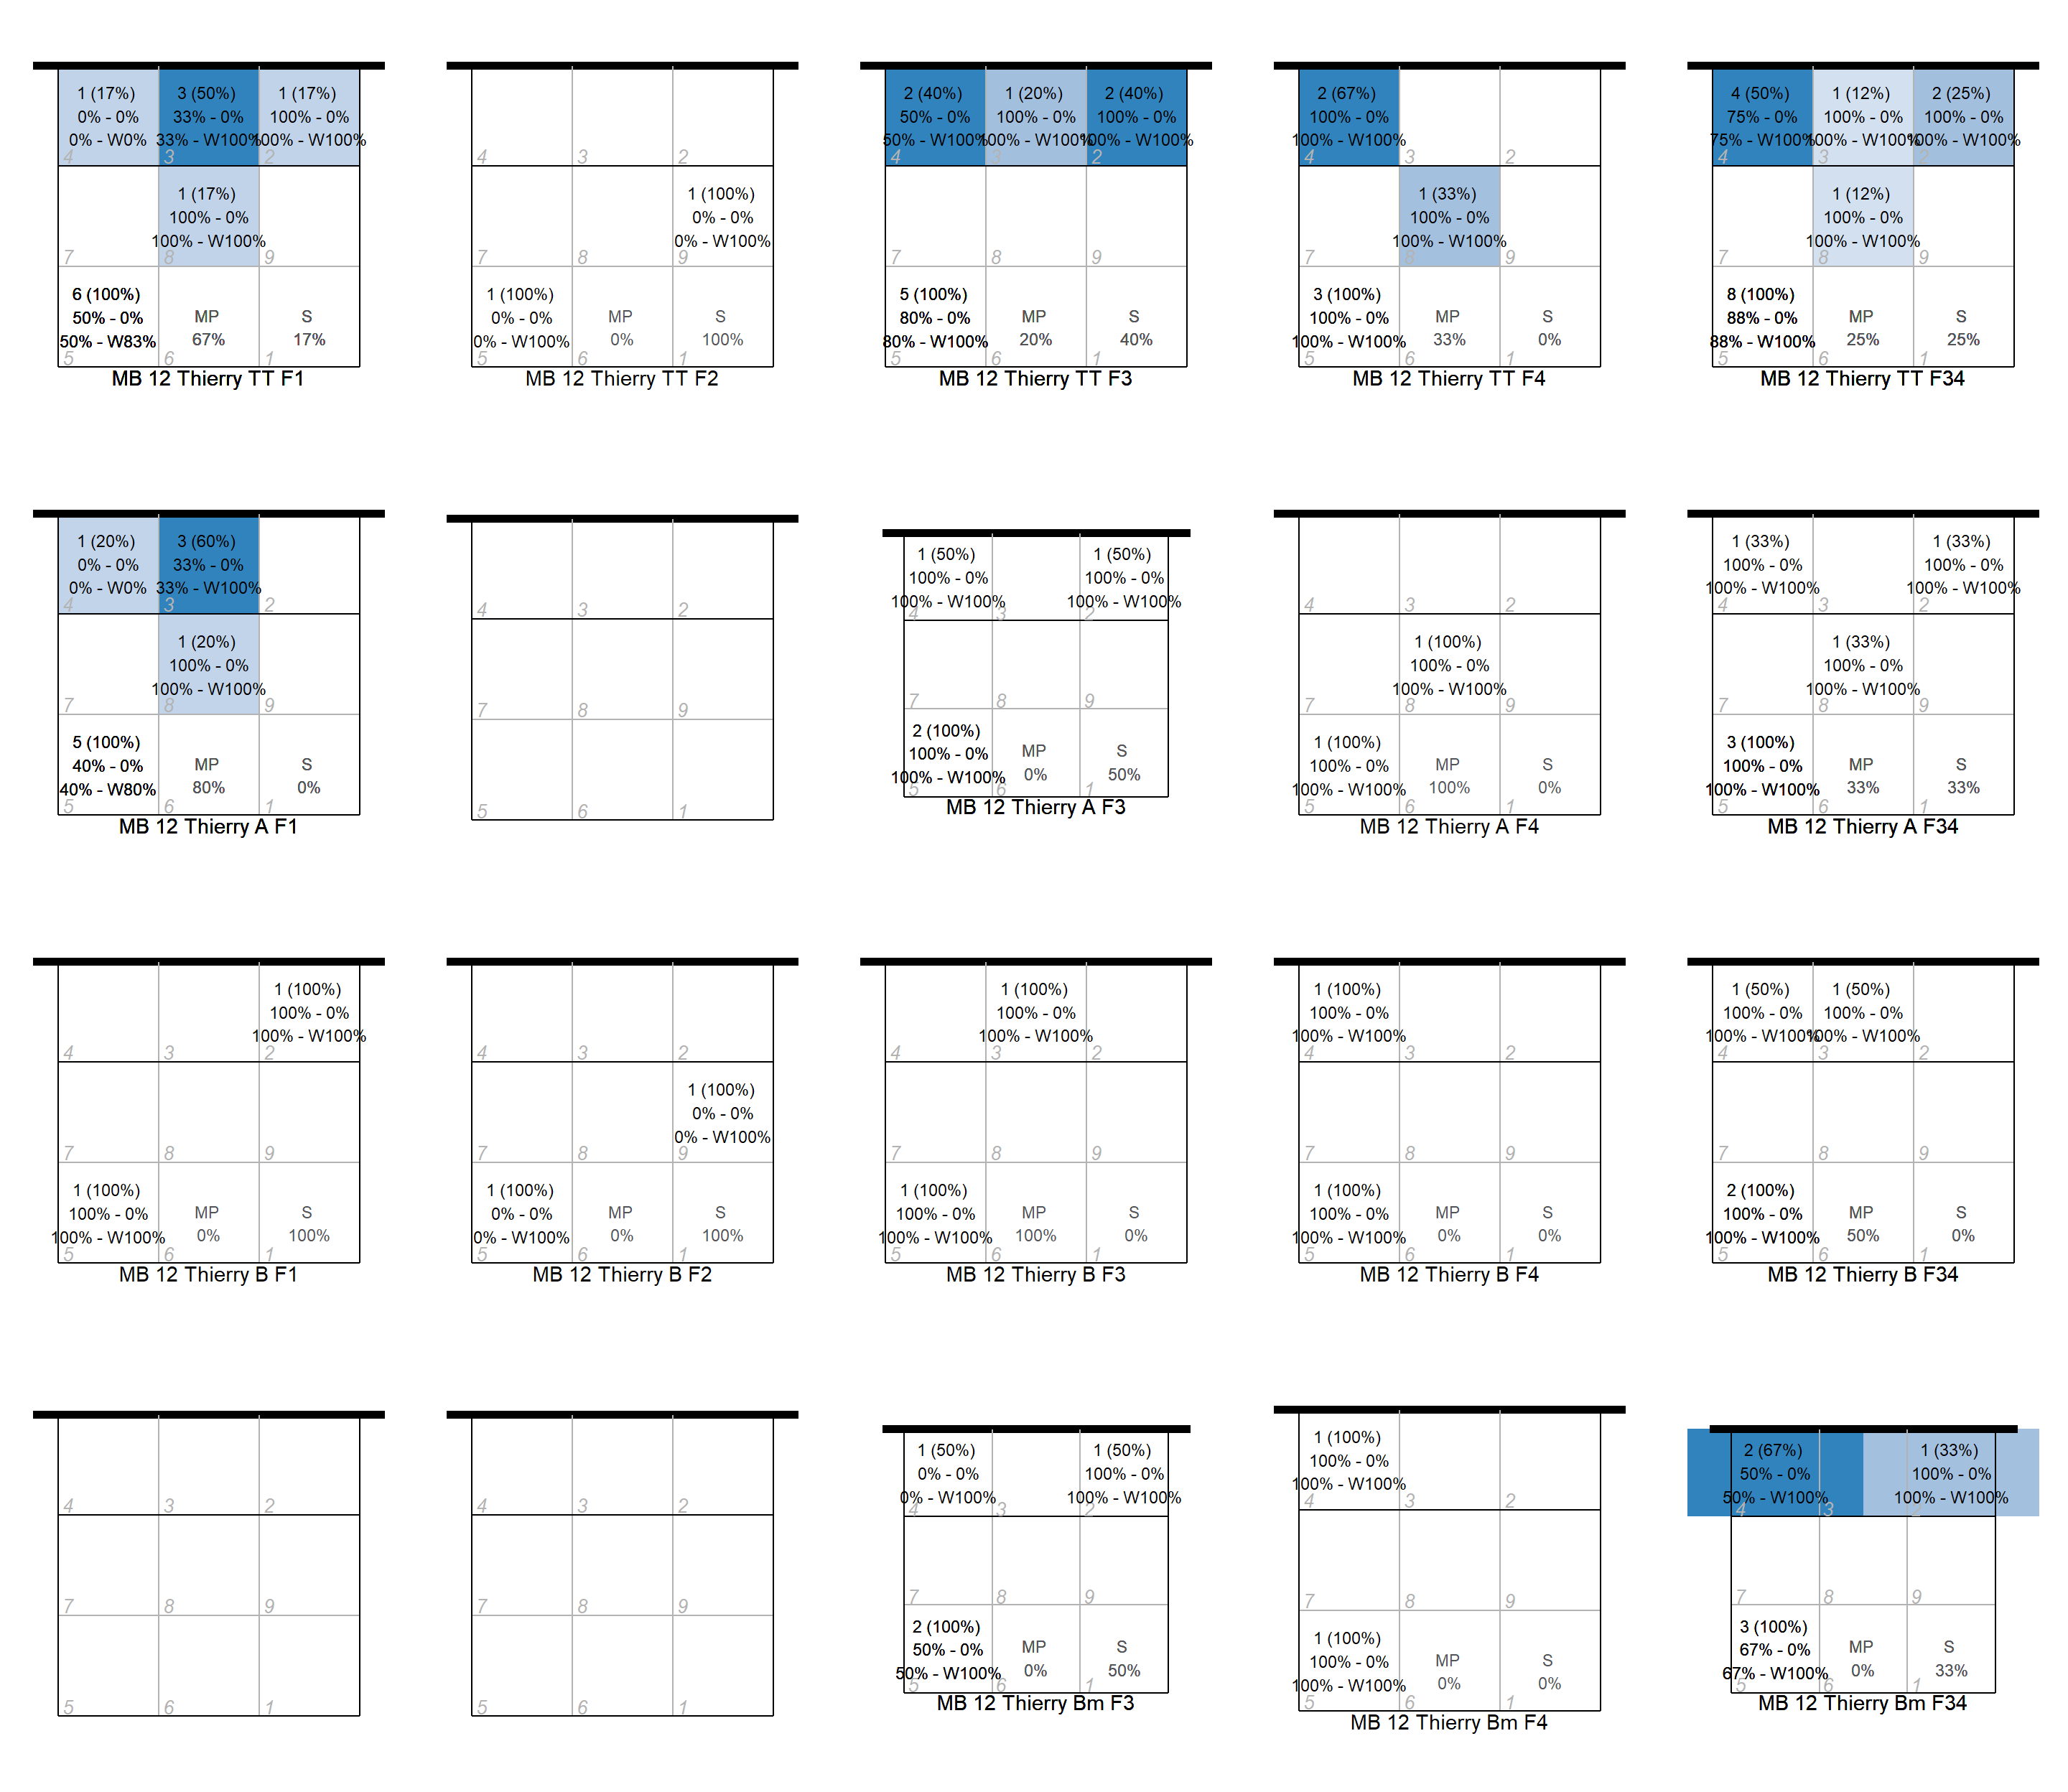 1 (17%) 3 (50%) 1 (17%)
0% - 0% 33% - 0% 100% - 0%
0% - W0% 33% - W100% 100% - W100%
4 3 2
1 (17%)
100% - 0%
100% - W100%
7 8 9
6 (100%)
50% - 0% MP S
50% - W83% 67% 17%
5 6 1
MB 12 Thierry TT F1
4 3 2
1 (100%)
0% - 0%
0% - W100%
7 8 9
1 (100%)
0% - 0% MP S
0% - W100% 0% 100%
5 6 1
MB 12 Thierry TT F2
2 (40%) 1 (20%) 2 (40%)
50% - 0% 100% - 0% 100% - 0%
50% - W100% 100% - W100% 100% - W100%
4 3 2
7 8 9
5 (100%)
80% - 0% MP S
80% - W100% 20% 40%
5 6 1
MB 12 Thierry TT F3
2 (67%)
100% - 0%
100% - W100%
4 3 2
1 (33%)
100% - 0%
100% - W100%
7 8 9
3 (100%)
100% - 0% MP S
100% - W100% 33% 0%
5 6 1
MB 12 Thierry TT F4
4 (50%) 1 (12%) 2 (25%)
75% - 0% 100% - 0% 100% - 0%
75% - W100% 100% - W100% 100% - W100%
4 3 2
1 (12%)
100% - 0%
100% - W100%
7 8 9
8 (100%)
88% - 0% MP S
88% - W100% 25% 25%
5 6 1
MB 12 Thierry TT F34
1 (20%) 3 (60%)
0% - 0% 33% - 0%
0% - W0% 33% - W100%
4 3 2
1 (20%)
100% - 0%
100% - W100%
7 8 9
5 (100%)
40% - 0% MP S
40% - W80% 80% 0%
5 6 1
MB 12 Thierry A F1
4 3 2
7 8 9
5 6 1
1 (50%) 1 (50%)
100% - 0% 100% - 0%
100% - W100% 100% - W100%
4 3 2
7 8 9
2 (100%)
100% - 0% MP S
100% - W100% 0% 50%
5 6 1
MB 12 Thierry A F3
4 3 2
1 (100%)
100% - 0%
100% - W100%
7 8 9
1 (100%)
100% - 0% MP S
100% - W100% 100% 0%
5 6 1
MB 12 Thierry A F4
1 (33%) 1 (33%)
100% - 0% 100% - 0%
100% - W100% 100% - W100%
4 3 2
1 (33%)
100% - 0%
100% - W100%
7 8 9
3 (100%)
100% - 0% MP S
100% - W100% 33% 33%
5 6 1
MB 12 Thierry A F34
1 (100%)
100% - 0%
100% - W100%
4 3 2
7 8 9
1 (100%)
100% - 0% MP S
100% - W100% 0% 100%
5 6 1
MB 12 Thierry B F1
4 3 2
1 (100%)
0% - 0%
0% - W100%
7 8 9
1 (100%)
0% - 0% MP S
0% - W100% 0% 100%
5 6 1
MB 12 Thierry B F2
1 (100%)
100% - 0%
100% - W100%
4 3 2
7 8 9
1 (100%)
100% - 0% MP S
100% - W100% 100% 0%
5 6 1
MB 12 Thierry B F3
1 (100%)
100% - 0%
100% - W100%
4 3 2
7 8 9
1 (100%)
100% - 0% MP S
100% - W100% 0% 0%
5 6 1
MB 12 Thierry B F4
1 (50%) 1 (50%)
100% - 0% 100% - 0%
100% - W100% 100% - W100%
4 3 2
7 8 9
2 (100%)
100% - 0% MP S
100% - W100% 50% 0%
5 6 1
MB 12 Thierry B F34
4 3 2
7 8 9
5 6 1
4 3 2
7 8 9
5 6 1
1 (50%) 1 (50%)
0% - 0% 100% - 0%
0% - W100% 100% - W100%
4 3 2
7 8 9
2 (100%)
50% - 0% MP S
50% - W100% 0% 50%
5 6 1
MB 12 Thierry Bm F3
1 (100%)
100% - 0%
100% - W100%
4 3 2
7 8 9
1 (100%)
100% - 0% MP S
100% - W100% 0% 0%
5 6 1
MB 12 Thierry Bm F4
2 (67%) 1 (33%)
50% - 0% 100% - 0%
50% - W100% 100% - W100%
4 3 2
7 8 9
3 (100%)
67% - 0% MP S
67% - W100% 0% 33%
5 6 1
MB 12 Thierry Bm F34